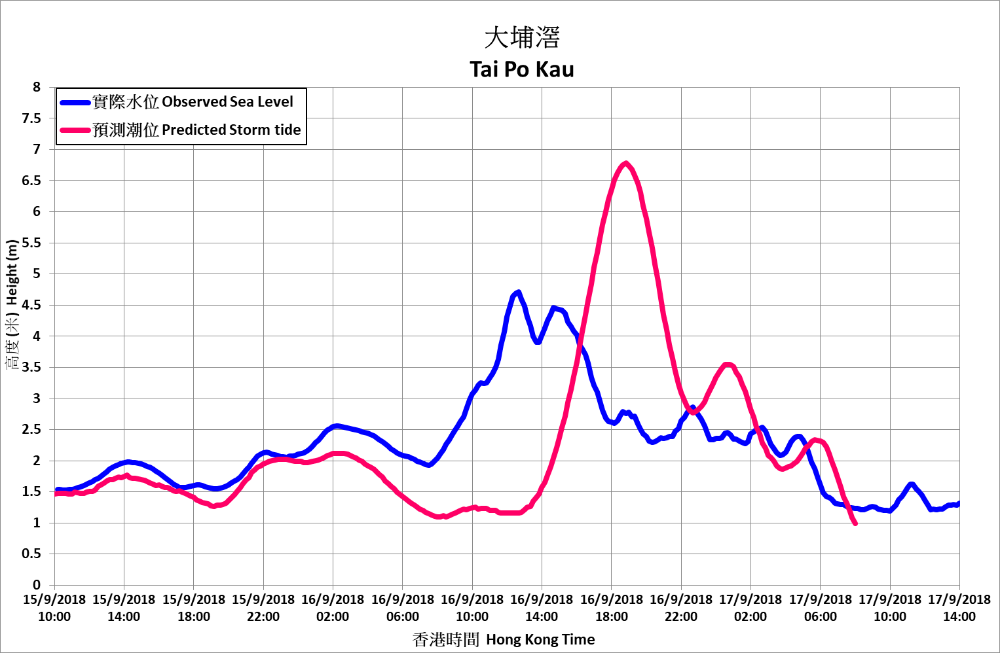 大埔滘
Tai Po Kau
實際水位 Observed Sea Level
預測潮位 Predicted Storm tide
高度 (米) Height (m)
8
7.5
7
6.5
6
5.5
5
4.5
4
3.5
3
2.5
2
1.5
1
0.5
0
15/9/2018 15/9/2018 15/9/2018 15/9/2018 16/9/2018 16/9/2018 16/9/2018 16/9/2018 16/9/2018 16/9/2018 17/9/2018 17/9/2018 17/9/2018 17/9/2018
10:00 14:00 18:00 22:00 02:00 06:00 10:00 14:00 18:00 22:00 02:00 06:00 10:00 14:00
香港時間 Hong Kong Time